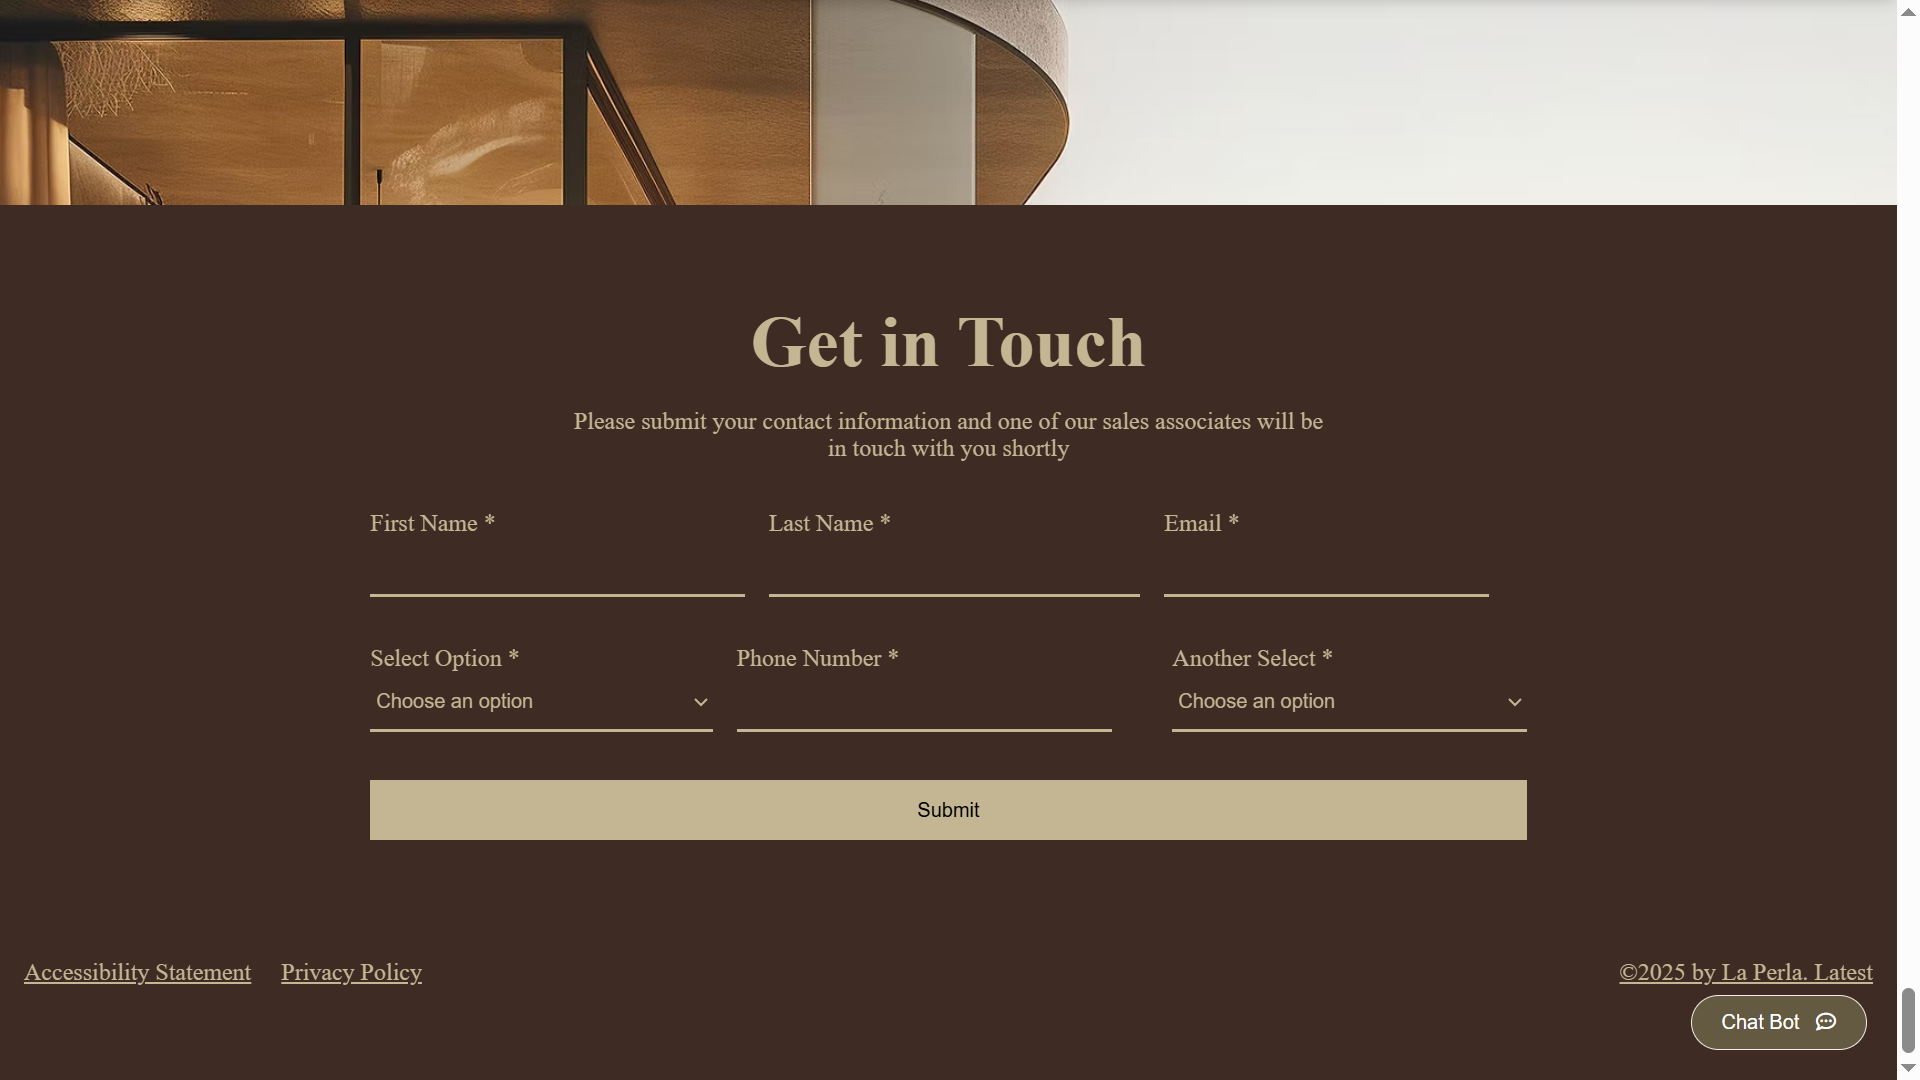 Get in Touch
Please submit your contact information and one of our sales associates will be
in touch with you shortly
First Name *
Last Name *
Email *
Select Option *
Phone Number *
Another Select *
Choose an option
Choose an option
Submit
Accessibility Statement
Privacy Policy
©2025 by La Perla. Latest
Chat Bot